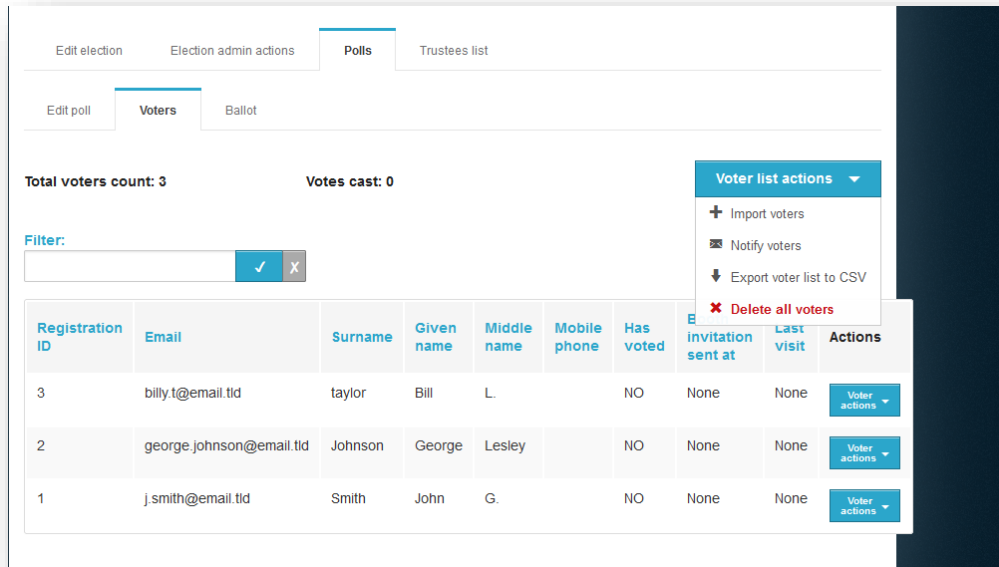 Edit election Election admin actions Polls Trustees list
Edit poll Voters Ballot
Total voters count: 3 Votes cast: 0 Voter list actions
Import voters
Notify voters
Export voter list to CSV
Delete all voters
Filter:
X
Registration ID Email Surname Given name Middle name Mobile phone Has voted invitation sent at Last visit Actions
3 billy.t@email.tld taylor Bill L. NO None None Voter actions
2 george.johnson@email.tld Johnson George Lesley NO None None Voter actions
1 j.smith@email.tld Smith John G. NO None None Voter actions